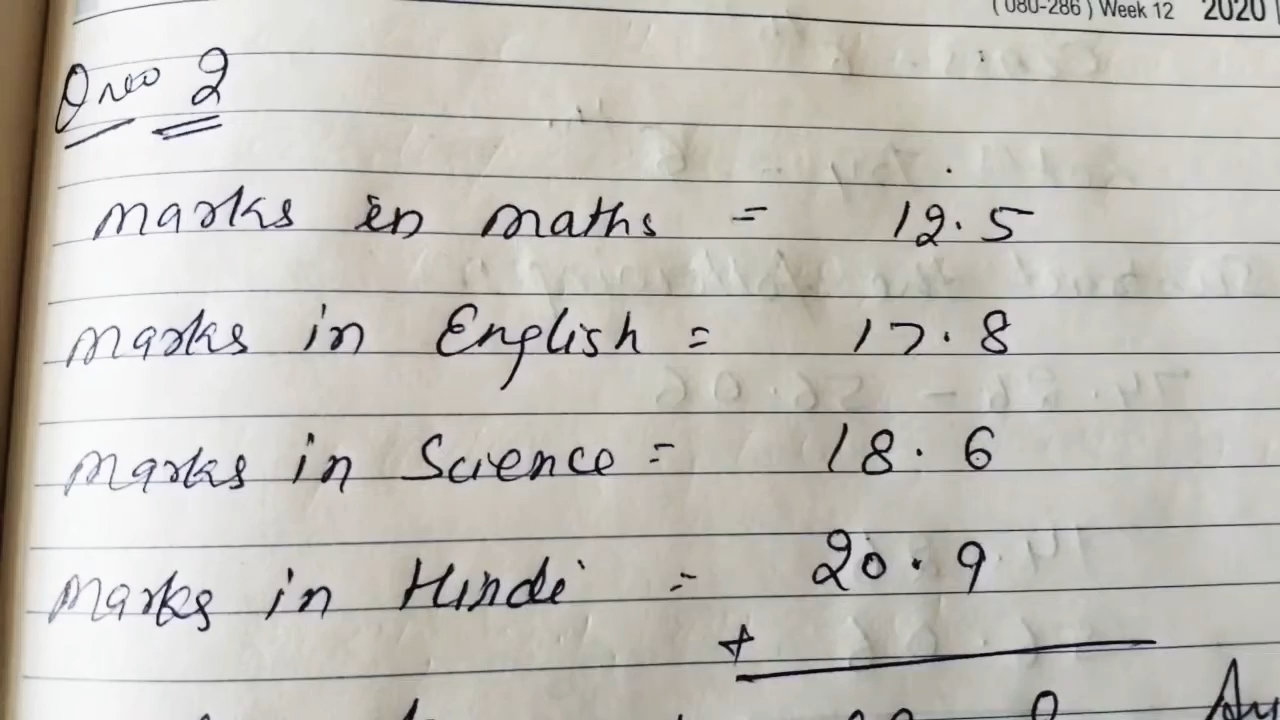 (080-286) Week 12 2020
Ques 2
Marks in maths = 12.5
Marks in English = 17.8
Marks in Science = 18.6
Marks in Hindi = 20.9
+